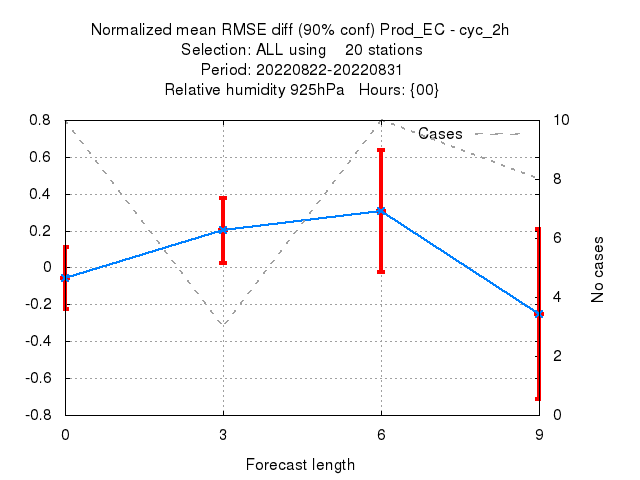 Normalized mean RMSE diff (90% conf) Prod_EC - cyc_2h
Selection: ALL using    20 stations
Period: 20220822-20220831
Relative humidity 925hPa   Hours: {00}
0.8
0.6
0.4
0.2
0
-0.2
-0.4
-0.6
-0.8
Cases
10
8
6
4
2
0
No cases
0 3 6 9
Forecast length